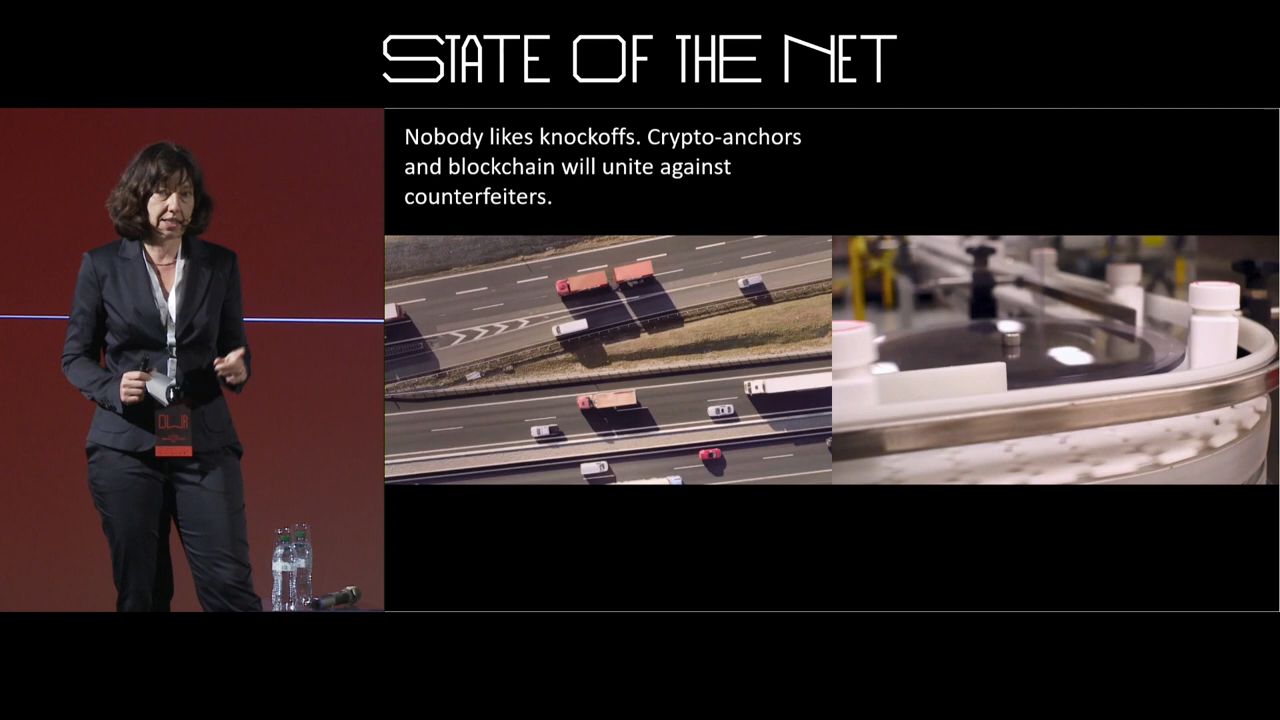 STATE OF THE NET
Nobody likes knockoffs. Crypto-anchors
and blockchain will unite against
counterfeiters.